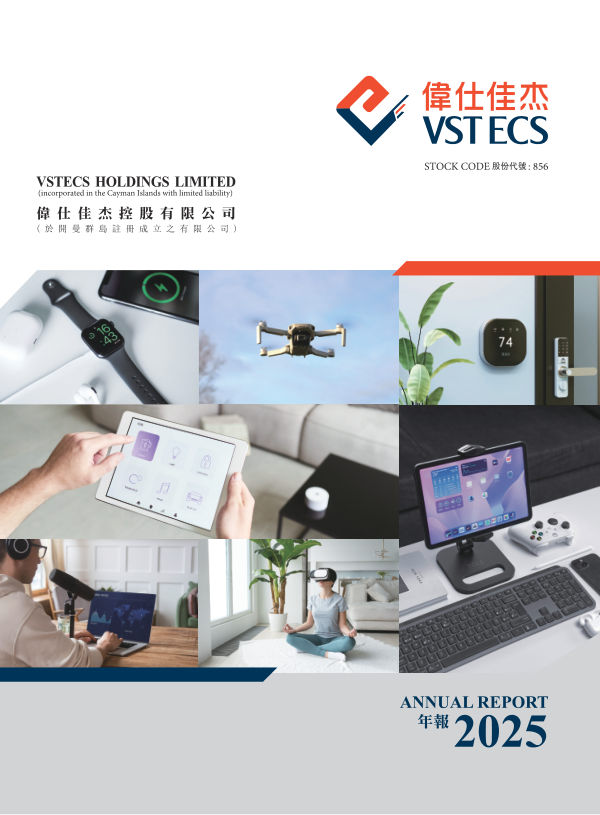 偉仕佳杰
VSTECS
STOCK CODE 股份代號 : 856
VSTECS HOLDINGS LIMITED
(incorporated in the Cayman Islands with limited liability)
偉仕佳杰控股有限公司
(於開曼群島註冊成立之有限公司)
16
43
74
ANNUAL REPORT
年報 2025